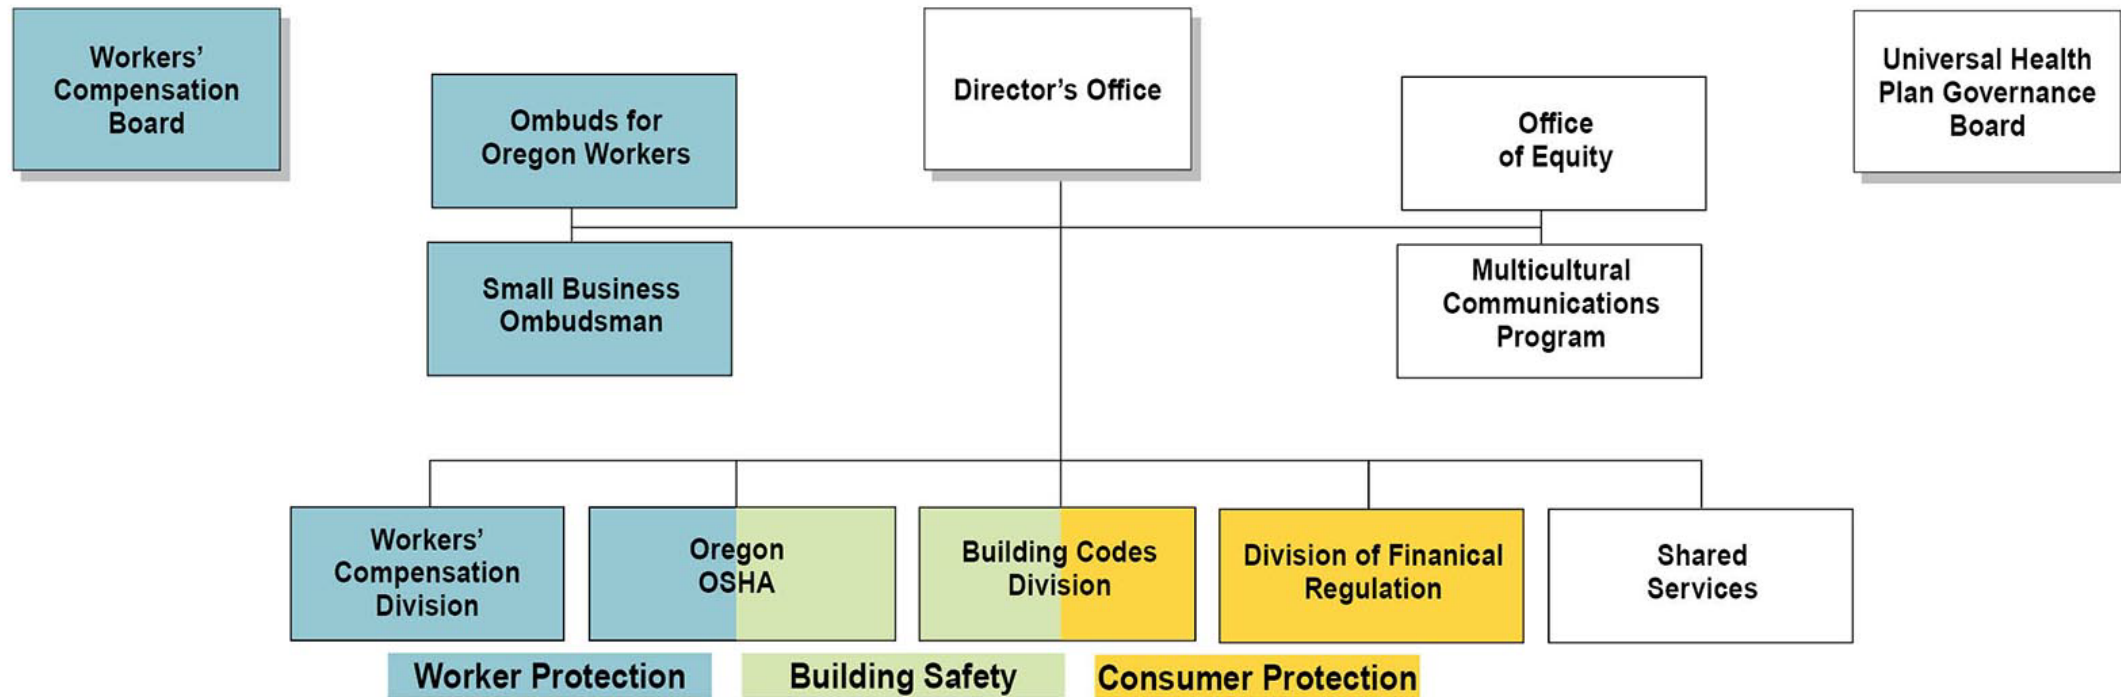 Workers'
Compensation
Board
Ombuds for
Oregon Workers
Director's Office
Office
of Equity
Universal Health
Plan Governance
Board
Small Business
Ombudsman
Multicultural
Communications
Program
Workers'
Compensation
Division
Oregon
OSHA
Building Codes
Division
Division of Finanical
Regulation
Shared
Services
Worker Protection
Building Safety
Consumer Protection